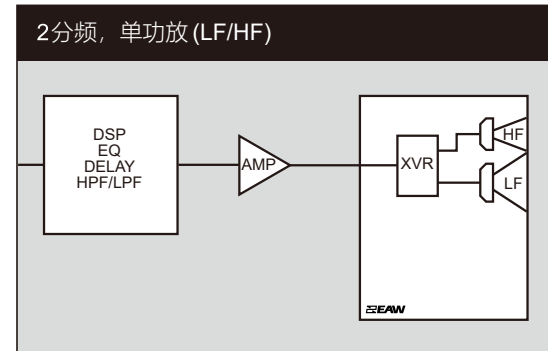 2分频，单功放 (LF/HF)
DSP
EQ
DELAY
HPF/LPF
AMP
XVR
HF
LF
EAW